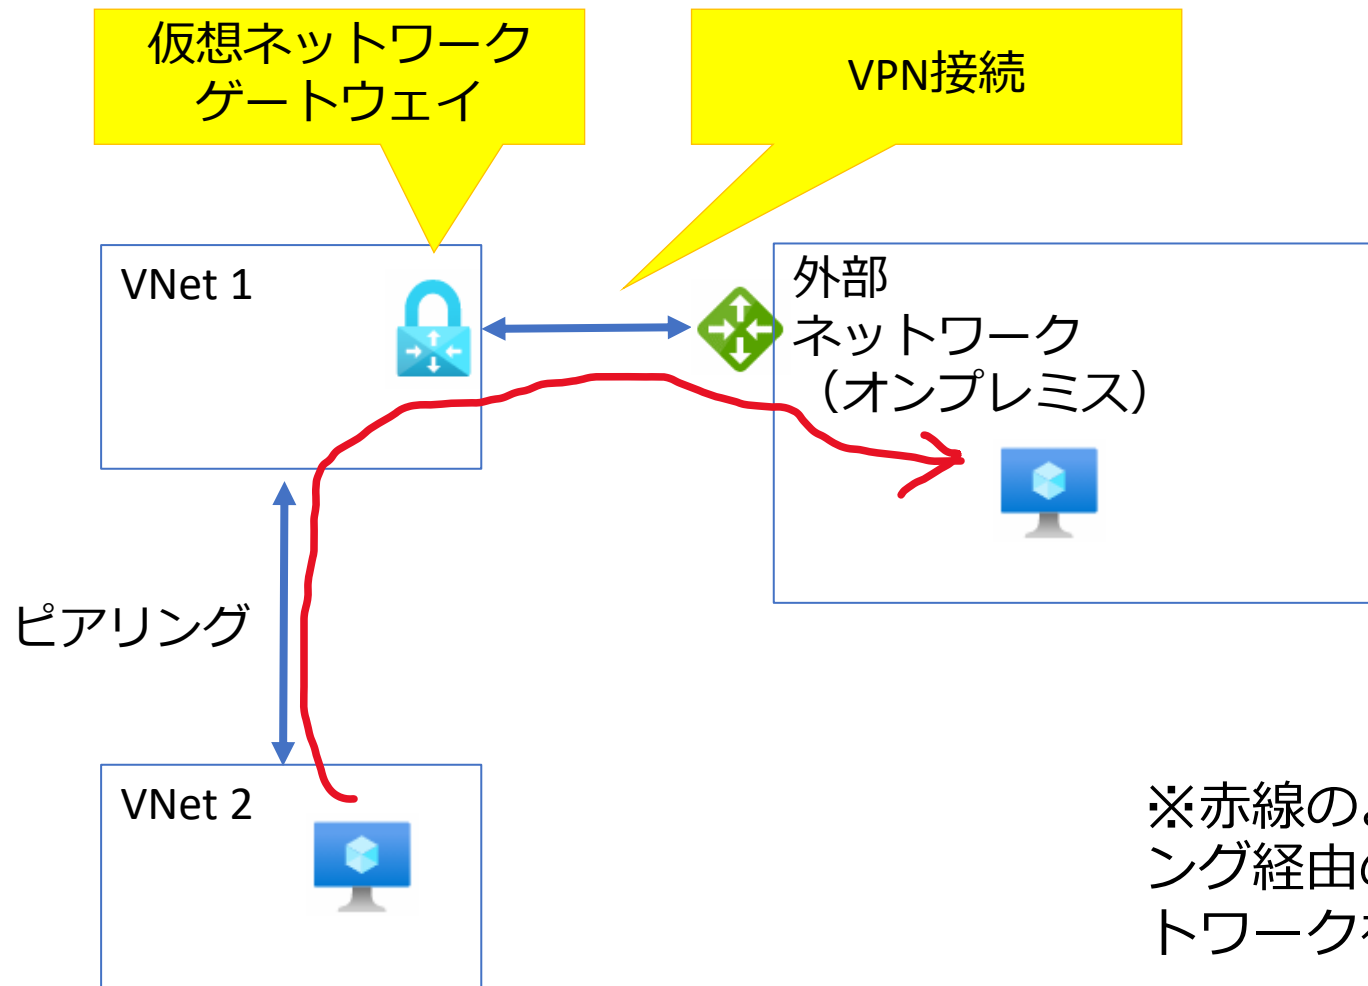 仮想ネットワーク
ゲートウェイ
VPN接続
VNet 1
外部
ネットワーク
（オンプレミス）
ピアリング
VNet 2
※赤線の
ング経由の
トワーク